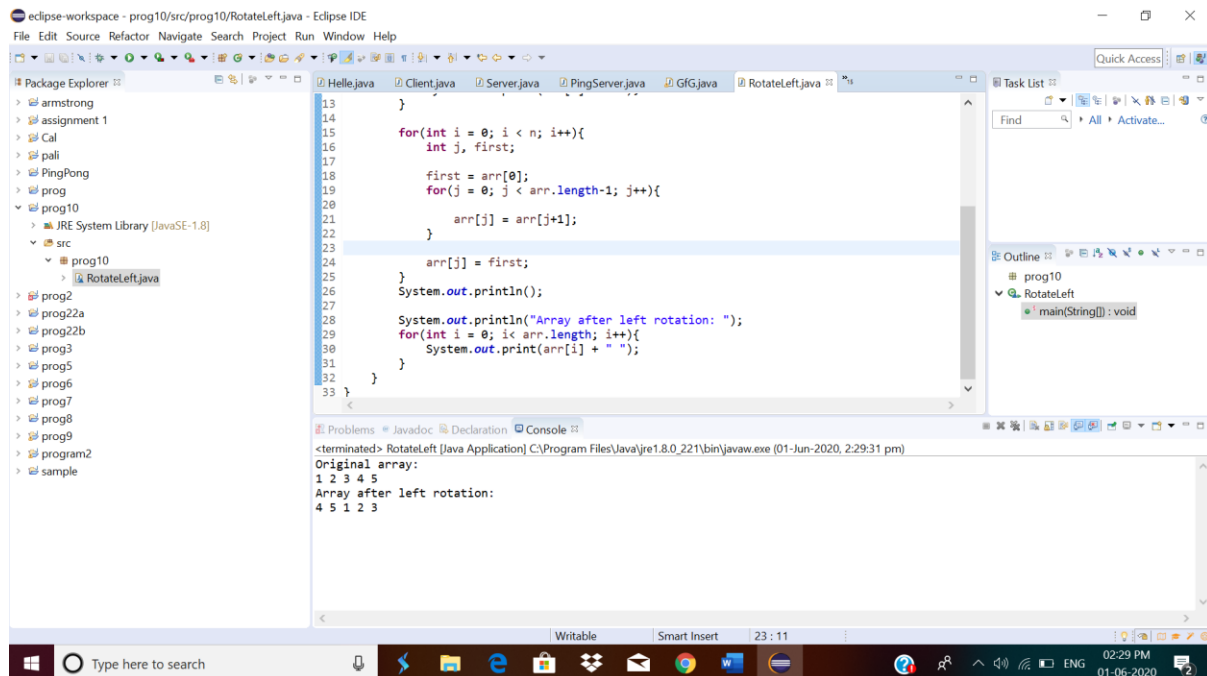 eclipse-workspace - prog10/src/prog10/RotateLeft.java - Eclipse IDE
File Edit Source Refactor Navigate Search Project Run Window Help
Quick Access
Package Explorer
armstrong
assignment 1
Cal
pali
PingPong
prog
prog10
JRE System Library [JavaSE-1.8]
src
prog10
RotateLeft.java
prog2
prog22a
prog22b
prog3
prog5
prog6
prog7
prog8
prog9
program2
sample
Helle.java Client.java Server.java PingServer.java GfG.java RotateLeft.java
13 }
14
15 for(int i = 0; i < n; i++){
16 int j, first;
17
18 first = arr[0];
19 for(j = 0; j < arr.length-1; j++){
20
21 arr[j] = arr[j+1];
22 }
23
24 arr[j] = first;
25 }
26 System.out.println();
27
28 System.out.println("Array after left rotation: ");
29 for(int i = 0; i< arr.length; i++){
30 System.out.print(arr[i] + " ");
31 }
32 }
33 }
Task List
Find All Activate...
Outline
prog10
RotateLeft
main(String[]) : void
Problems Javadoc Declaration Console
<terminated> RotateLeft [Java Application] C:\Program Files\Java\jre1.8.0_221\bin\javaw.exe (01-Jun-2020, 2:29:31 pm)
Original array:
1 2 3 4 5
Array after left rotation:
4 5 1 2 3
Writable Smart Insert 23 : 11
Type here to search
ENG
02:29 PM
01-06-2020